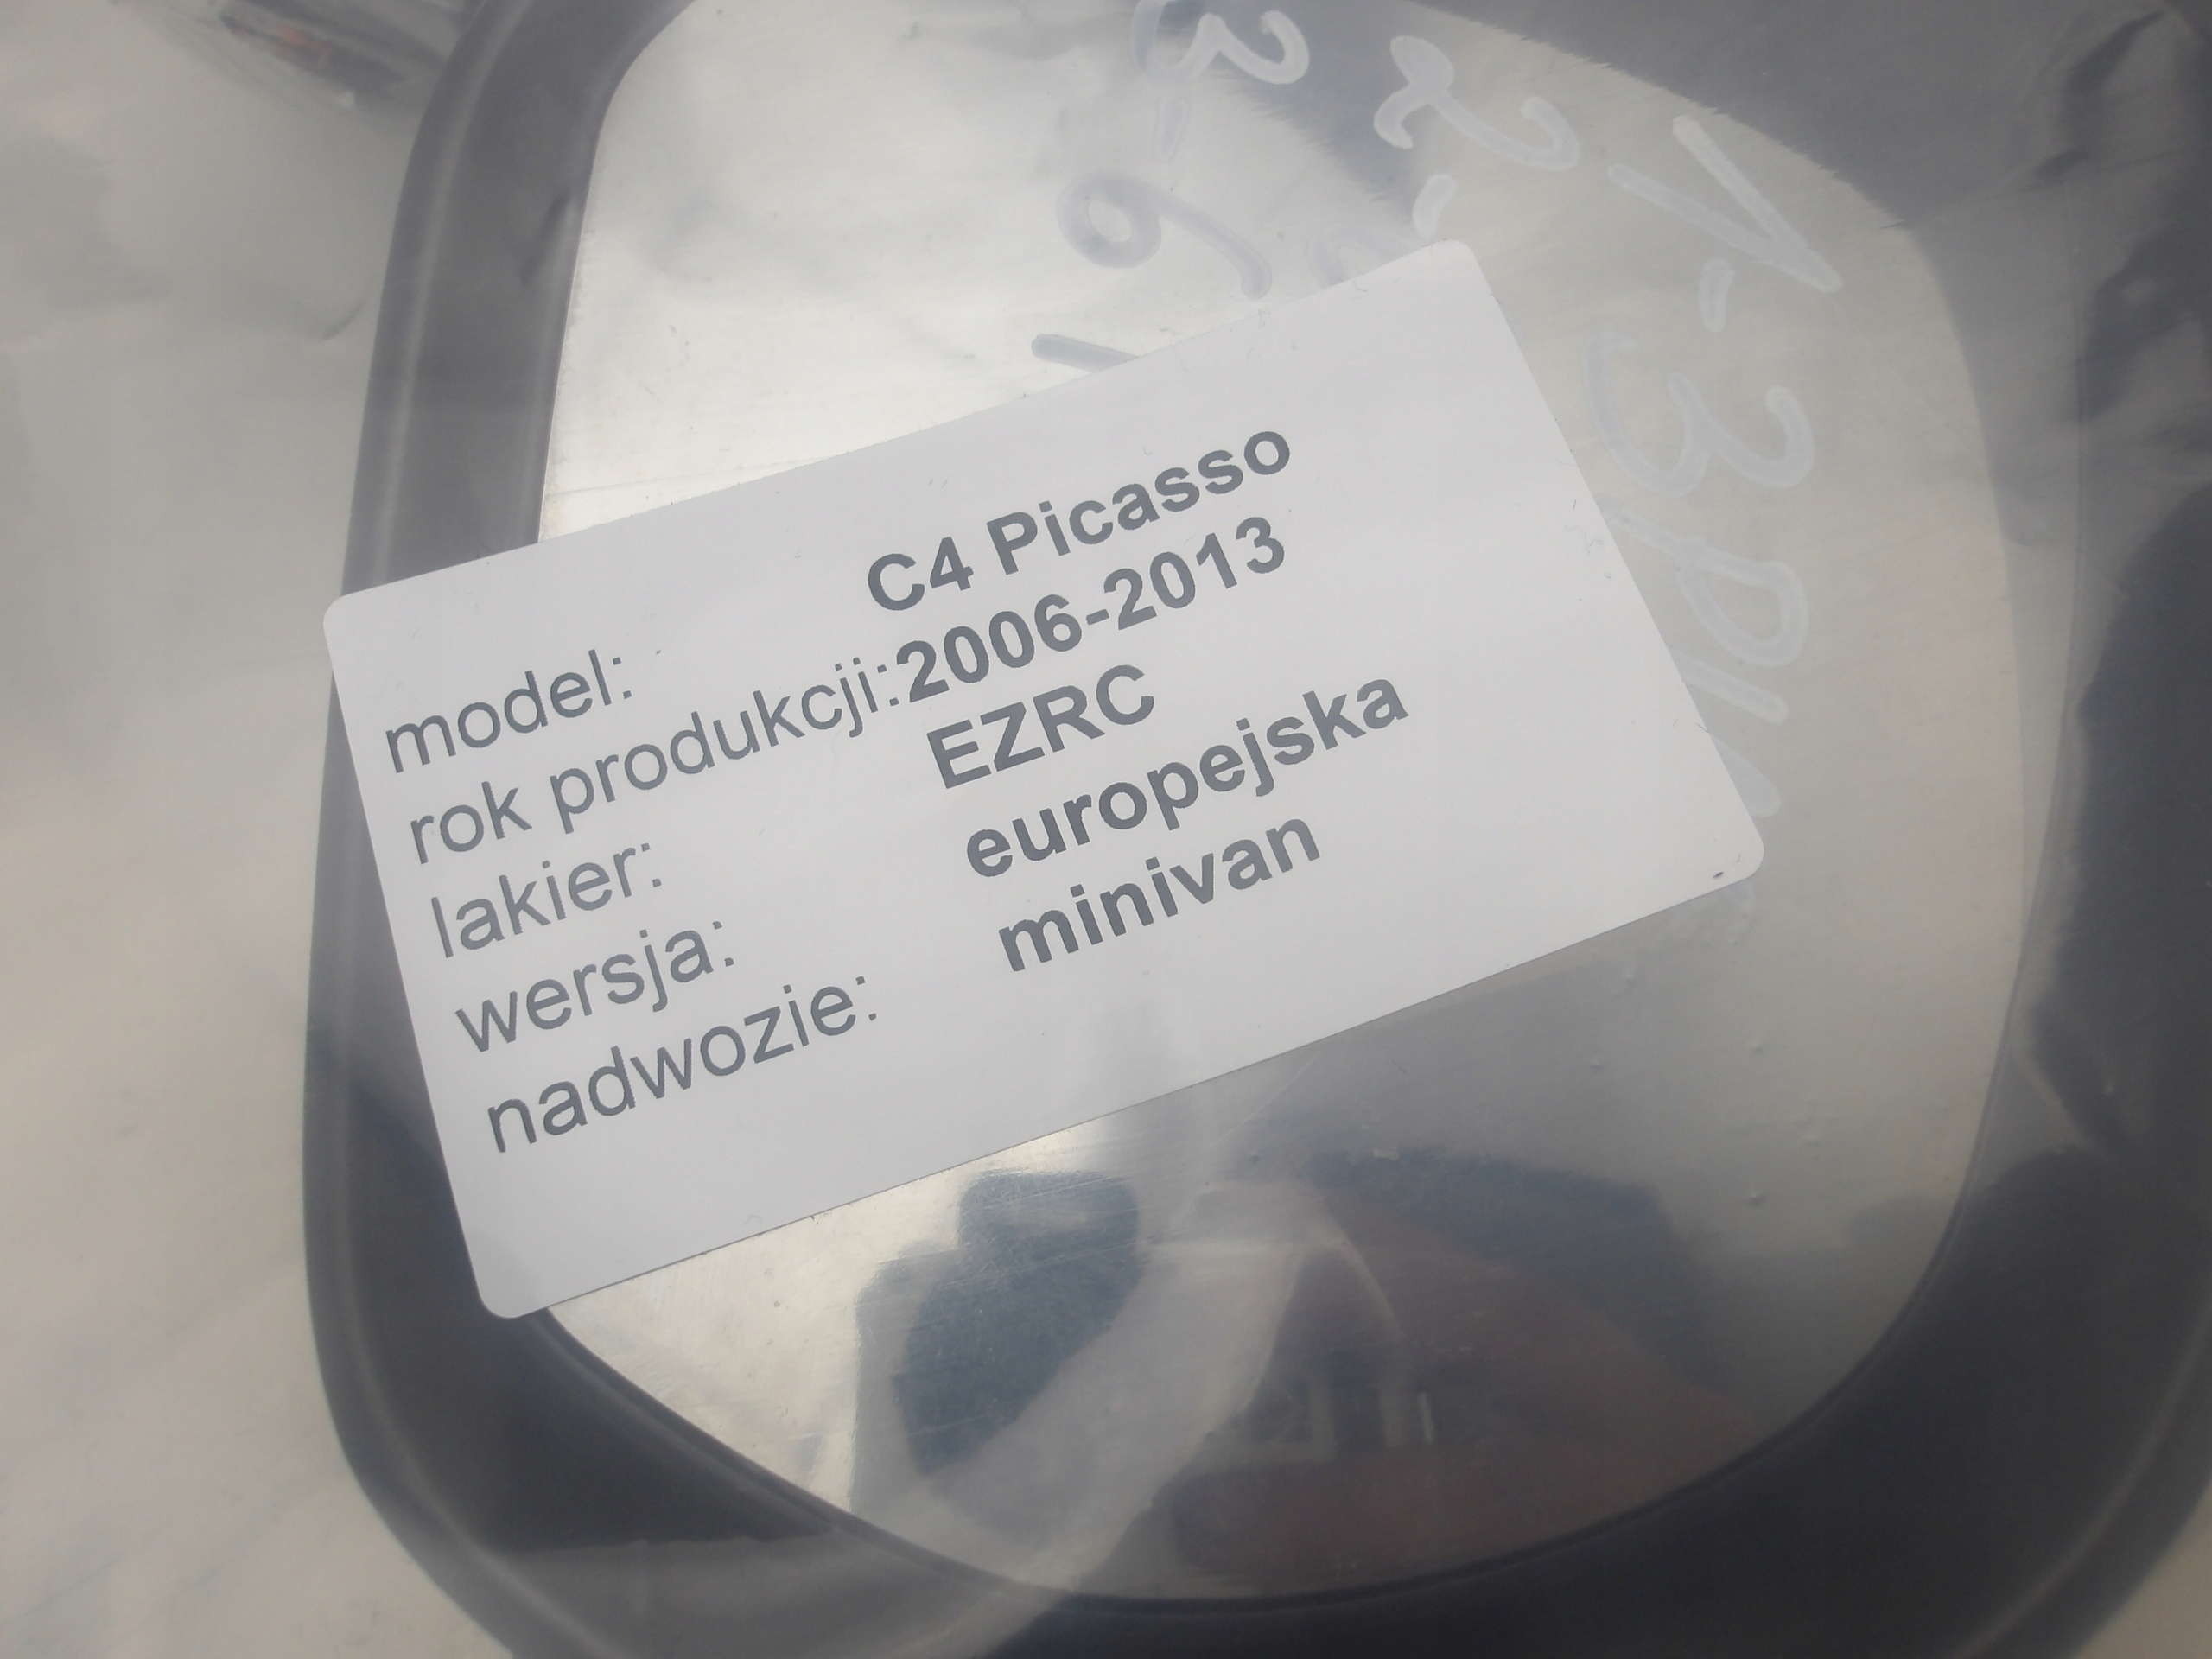 model: C4 Picasso
rok produkcji:2006-2013
lakier: EZRC
wersja: europejska
nadwozie: minivan